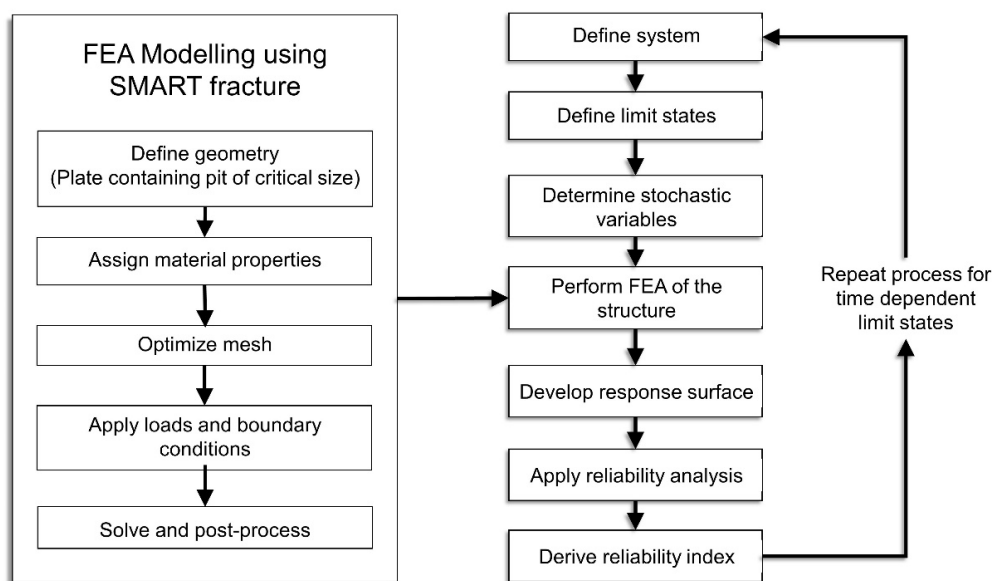 FEA Modelling using
SMART fracture
Define geometry
(Plate containing pit of critical size)
Assign material properties
Optimize mesh
Apply loads and boundary
conditions
Solve and post-process
Define system
Define limit states
Determine stochastic
variables
Perform FEA of the
structure
Develop response surface
Apply reliability analysis
Derive reliability index
Repeat process for
time dependent
limit states